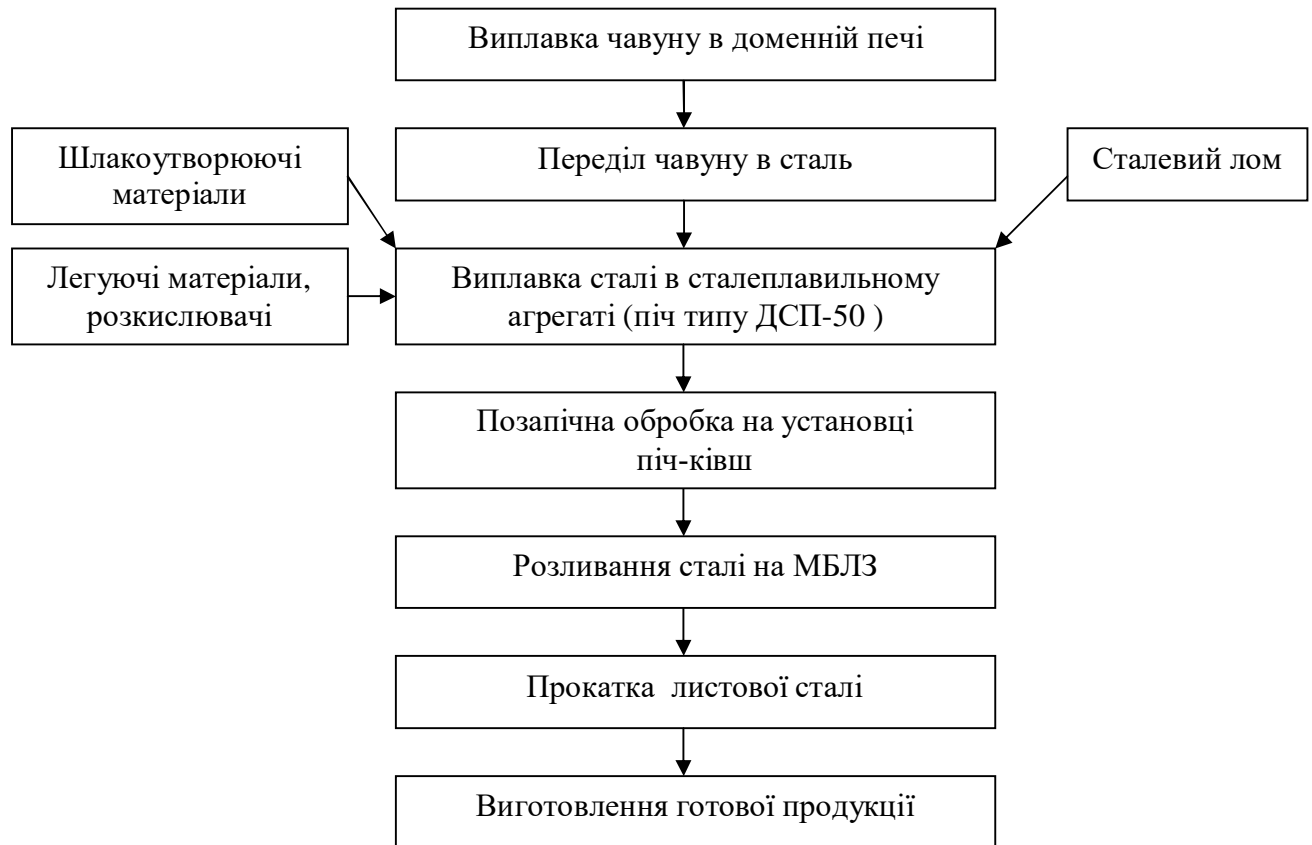 Виплавка чавуну в доменній печі
Шлакоутворюючі
матеріали
Переділ чавуну в сталь
Сталевий лом
Легуючі матеріали,
розкислювачі
Виплавка сталі в сталеплавильному
агрегаті (піч типу ДСП-50 )
Позапічна обробка на установці
піч-ківш
Розливання сталі на МБЛЗ
Прокатка листової сталі
Виготовлення готової продукції